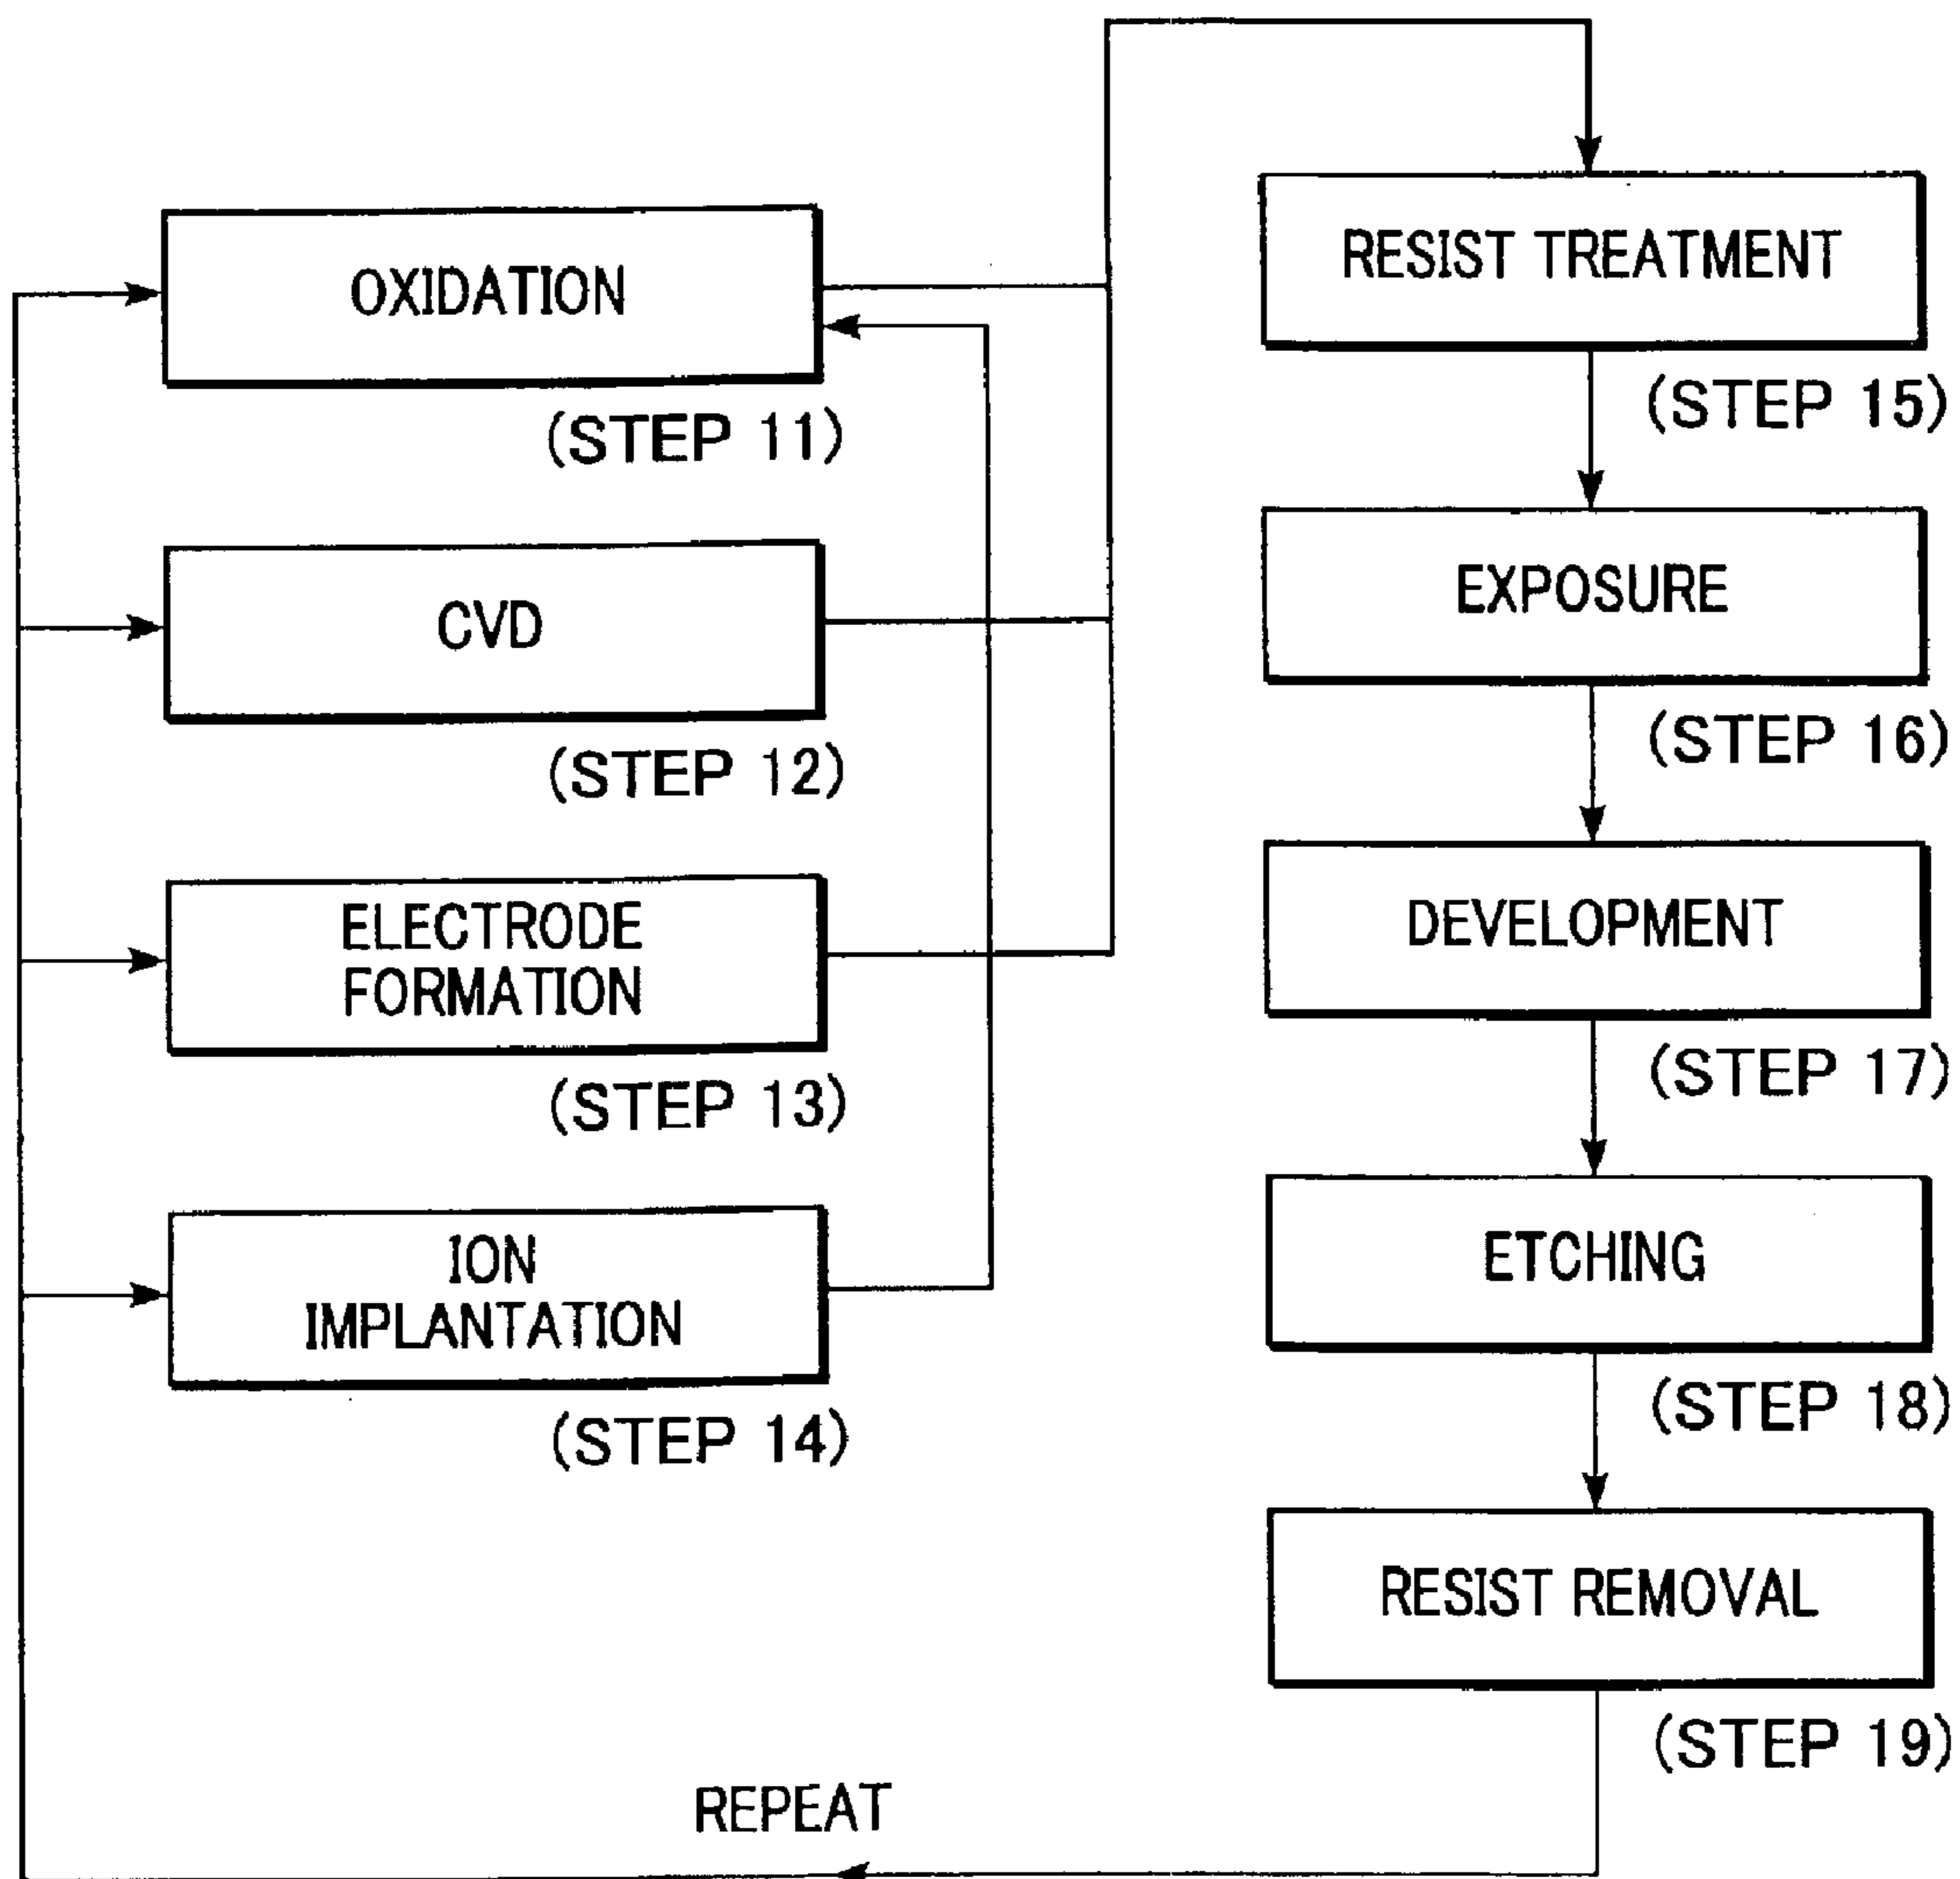 OXIDATION
(STEP 11)
CVD
(STEP 12)
ELECTRODE
FORMATION
(STEP 13)
ION
IMPLANTATION
(STEP 14)
RESIST TREATMENT
(STEP 15)
EXPOSURE
(STEP 16)
DEVELOPMENT
(STEP 17)
ETCHING
(STEP 18)
RESIST REMOVAL
(STEP 19)
REPEAT